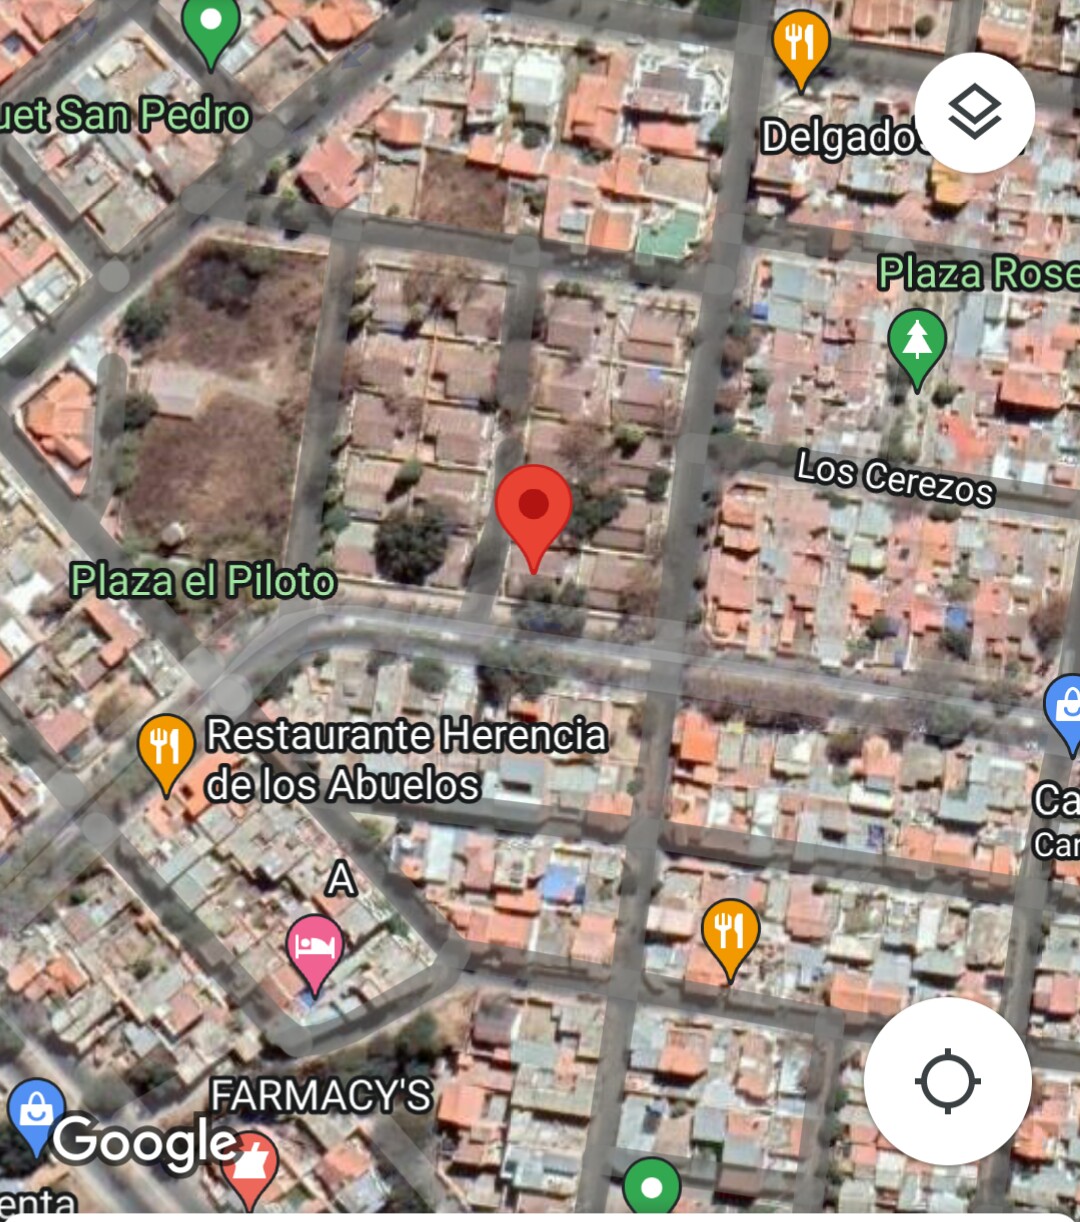 uet San Pedro
Delgado
Plaza Rose
Los Cerezos
Plaza el Piloto
Restaurante Herencia
de los Abuelos
Ca
Car
A
FARMACY'S
Google
enta